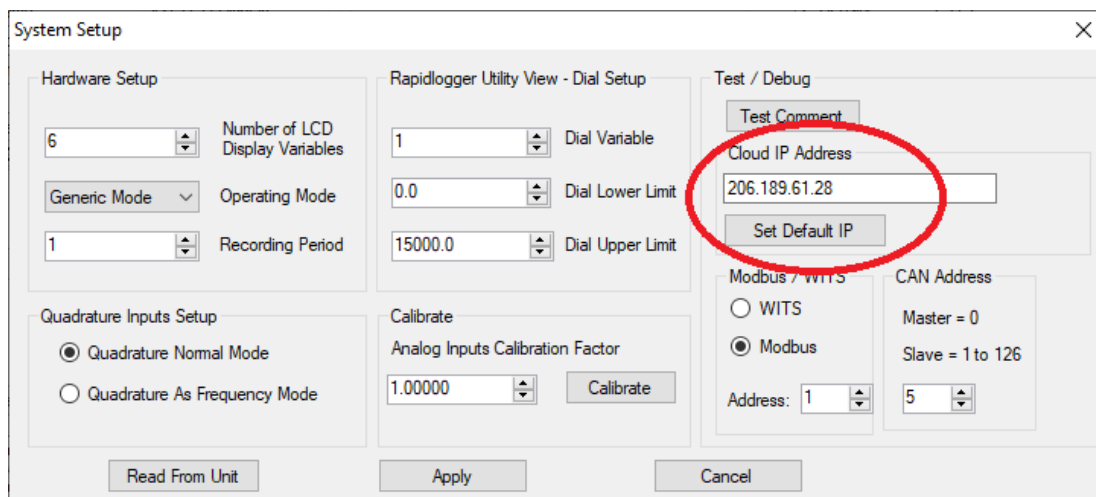 System Setup
Hardware Setup
6
Number of LCD
Display Variables
Generic Mode
Operating Mode
1
Recording Period
Rapidlogger Utility View - Dial Setup
1
Dial Variable
0.0
Dial Lower Limit
15000.0
Dial Upper Limit
Test / Debug
Test Comment
Cloud IP Address
206.189.61.28
Set Default IP
Quadrature Inputs Setup
Quadrature Normal Mode
Quadrature As Frequency Mode
Calibrate
Analog Inputs Calibration Factor
1.00000
Calibrate
Modbus / WITS
WITS
Modbus
Address:
1
CAN Address
Master = 0
Slave = 1 to 126
5
Read From Unit
Apply
Cancel